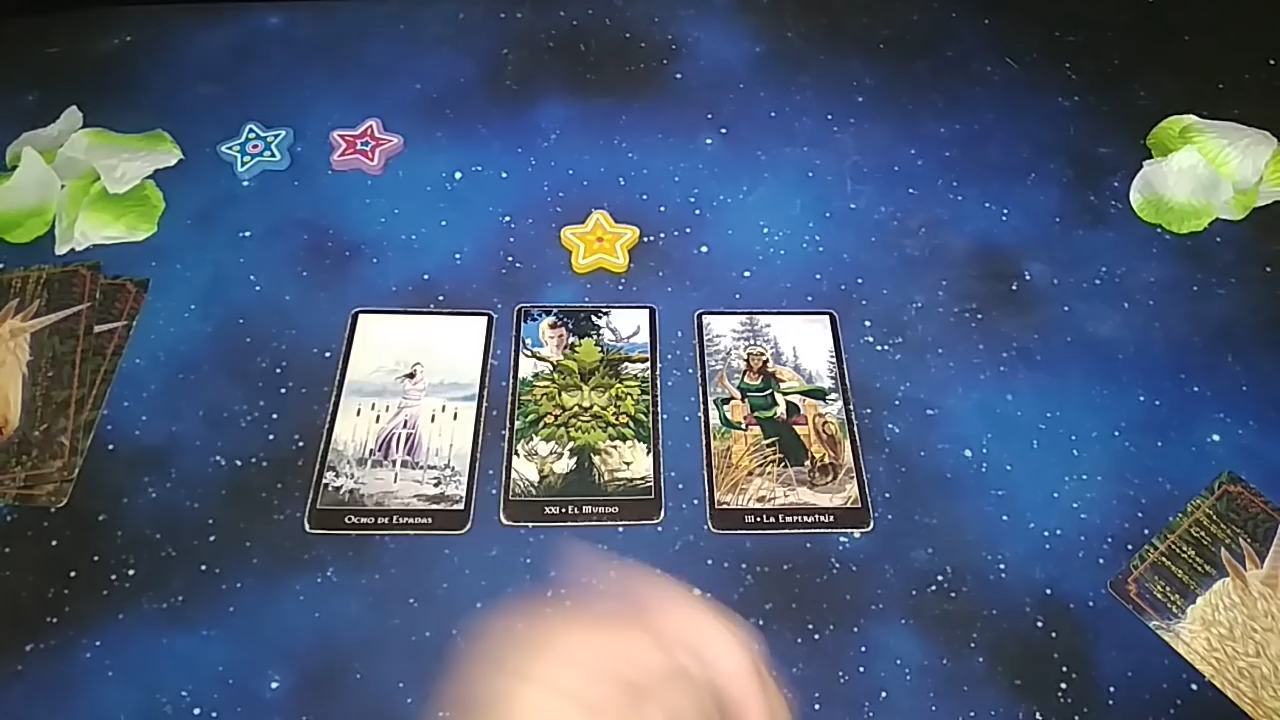 Ocho de Espadas
XXI • El Mundo
III • La Emperatriz